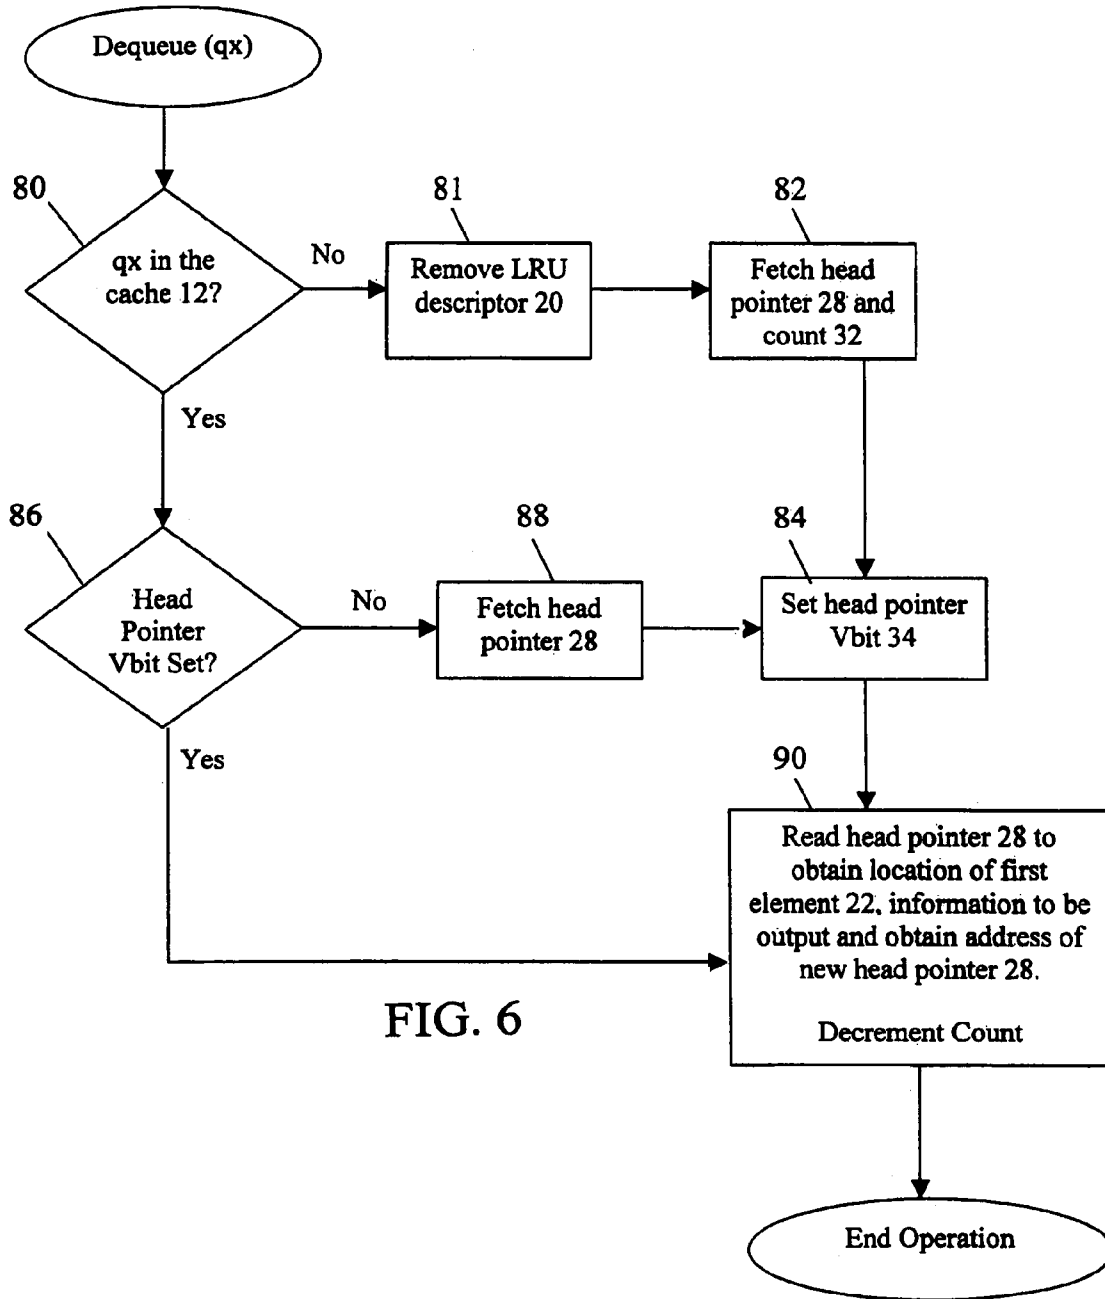 Dequeue (qx)
80
81
82
qx in the
cache 12?
No
Remove LRU
descriptor 20
Fetch head
pointer 28 and
count 32
Yes
86
88
84
Head
Pointer
Vbit Set?
No
Fetch head
pointer 28
Set head pointer
Vbit 34
Yes
90
Read head pointer 28 to
obtain location of first
element 22, information to be
output and obtain address of
new head pointer 28.
Decrement Count
FIG. 6
End Operation